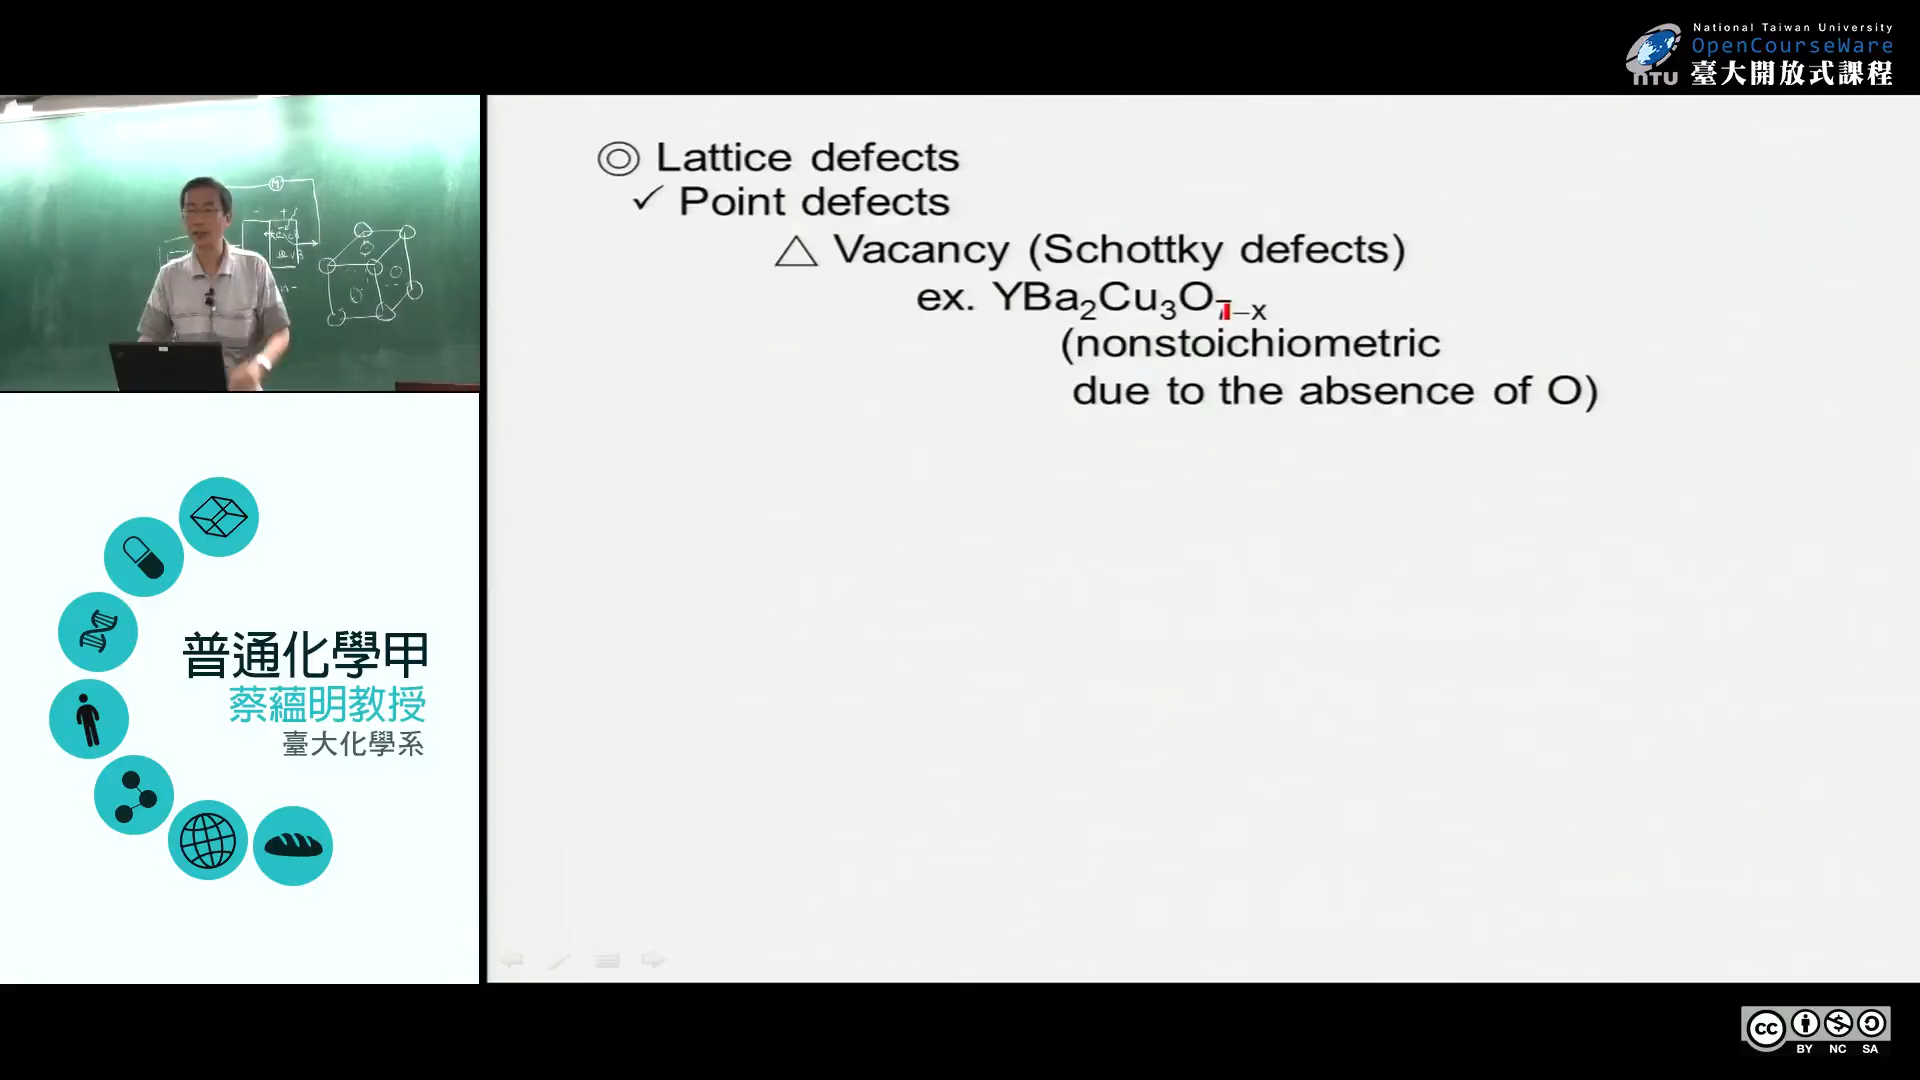 National Taiwan University
OpenCourseWare
NTU 臺大開放式課程
◎ Lattice defects
✓ Point defects
△ Vacancy (Schottky defects)
ex. YBa₂Cu₃O₇₋ₓ
(nonstoichiometric
due to the absence of O)
普通化學甲
蔡蘊明教授
臺大化學系
cc
BY NC SA